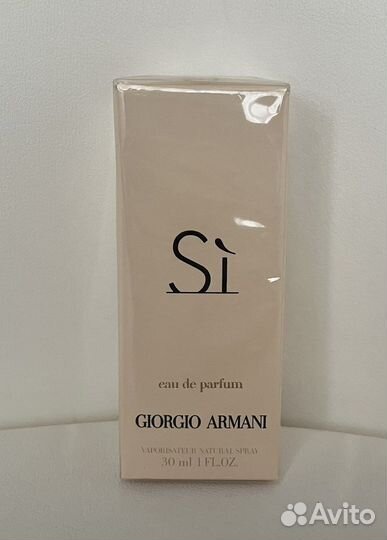 Sì
eau de parfum
GIORGIO ARMANI
VAPORISATEUR NATURAL SPRAY
30 ml 1 FL.OZ.
Avito